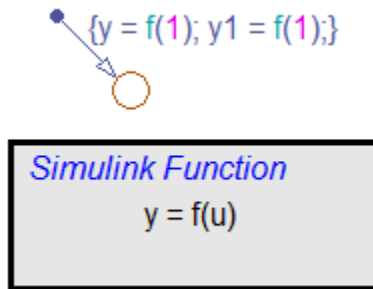 {y = f(1); y1 = f(1);}
Simulink Function
y = f(u)